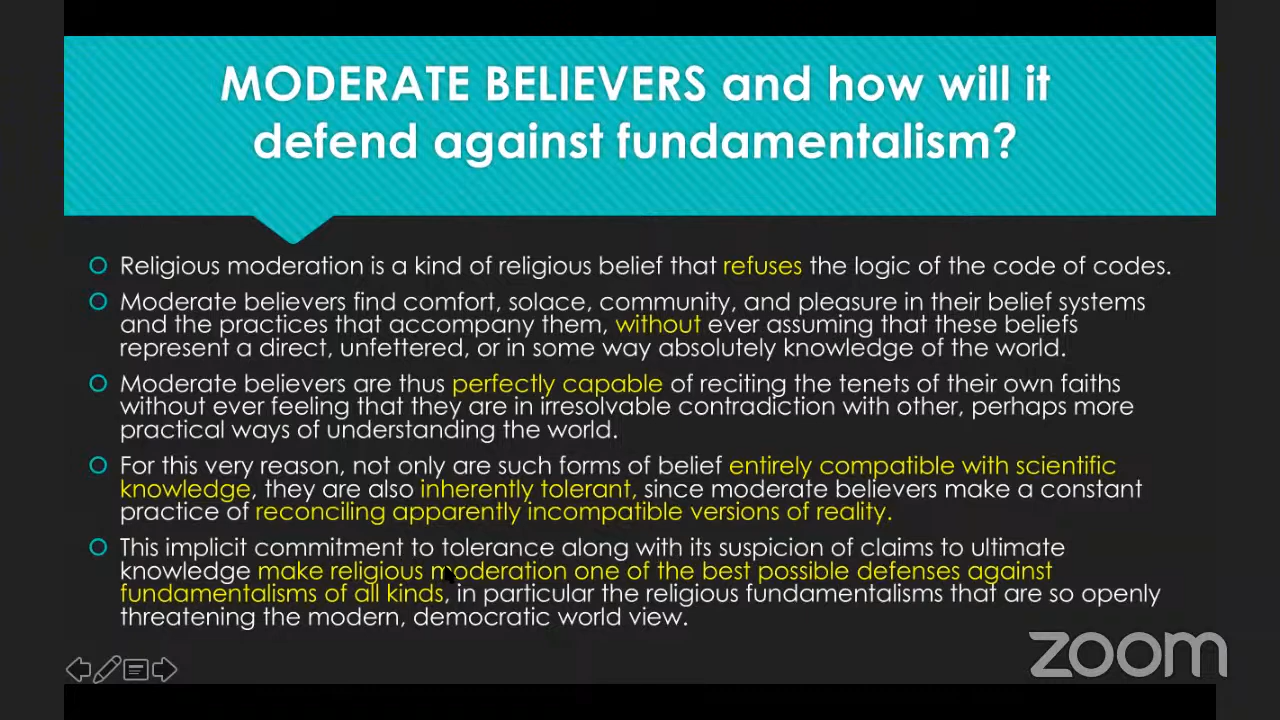 MODERATE BELIEVERS and how will it
defend against fundamentalism?
Religious moderation is a kind of religious belief that refuses the logic of the code of codes.
Moderate believers find comfort, solace, community, and pleasure in their belief systems
and the practices that accompany them, without ever assuming that these beliefs
represent a direct, unfettered, or in some way absolutely knowledge of the world.
Moderate believers are thus perfectly capable of reciting the tenets of their own faiths
without ever feeling that they are in irresolvable contradiction with other, perhaps more
practical ways of understanding the world.
For this very reason, not only are such forms of belief entirely compatible with scientific
knowledge, they are also inherently tolerant, since moderate believers make a constant
practice of reconciling apparently incompatible versions of reality.
This implicit commitment to tolerance along with its suspicion of claims to ultimate
knowledge make religious moderation one of the best possible defenses against
fundamentalisms of all kinds, in particular the religious fundamentalisms that are so openly
threatening the modern, democratic world view.
zoom